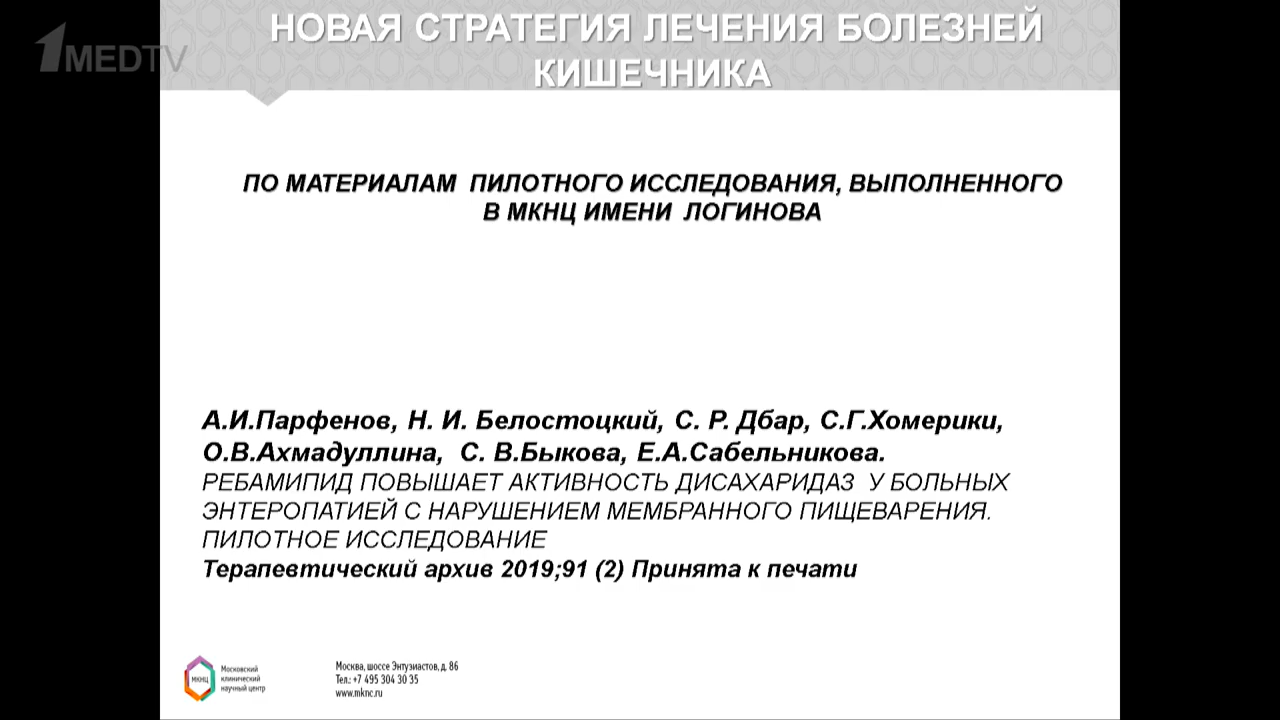 1MEDTV
НОВАЯ СТРАТЕГИЯ ЛЕЧЕНИЯ БОЛЕЗНЕЙ
КИШЕЧНИКА
ПО МАТЕРИАЛАМ ПИЛОТНОГО ИССЛЕДОВАНИЯ, ВЫПОЛНЕННОГО
В МКНЦ ИМЕНИ ЛОГИНОВА
А.И.Парфенов, Н. И. Белостоцкий, С. Р. Дбар, С.Г.Хомерики,
О.В.Ахмадуллина, С. В.Быкова, Е.А.Сабельникова.
РЕБАМИПИД ПОВЫШАЕТ АКТИВНОСТЬ ДИСАХАРИДАЗ У БОЛЬНЫХ
ЭНТЕРОПАТИЕЙ С НАРУШЕНИЕМ МЕМБРАННОГО ПИЩЕВАРЕНИЯ.
ПИЛОТНОЕ ИССЛЕДОВАНИЕ
Терапевтический архив 2019;91 (2) Принята к печати
МКНЦ
Московский
клинический
научный центр
Москва, шоссе Энтузиастов, д. 86
Тел.: +7 495 304 30 35
www.mknc.ru